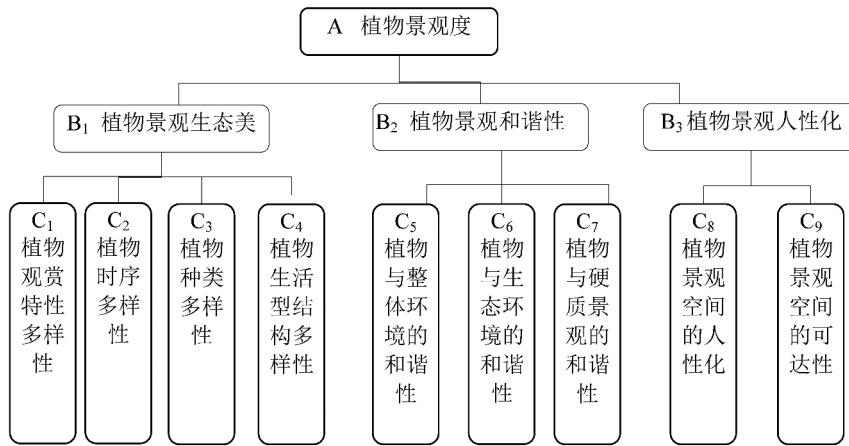 A 植物景观度
B₁ 植物景观生态美
B₂ 植物景观和谐性
B₃植物景观人性化
C₁
植物
观赏
特性
多样
性
C₂
植物
时序
多样
性
C₃
植物
种类
多样
性
C₄
植物
生活
型结
构多
样性
C₅
植物
与整
体环
境的
和谐
性
C₆
植物
与生
态环
境的
和谐
性
C₇
植物
与硬
质景
观的
和谐
性
C₈
植物
景观
空间
的人
性化
C₉
植物
景观
空间
的可
达性